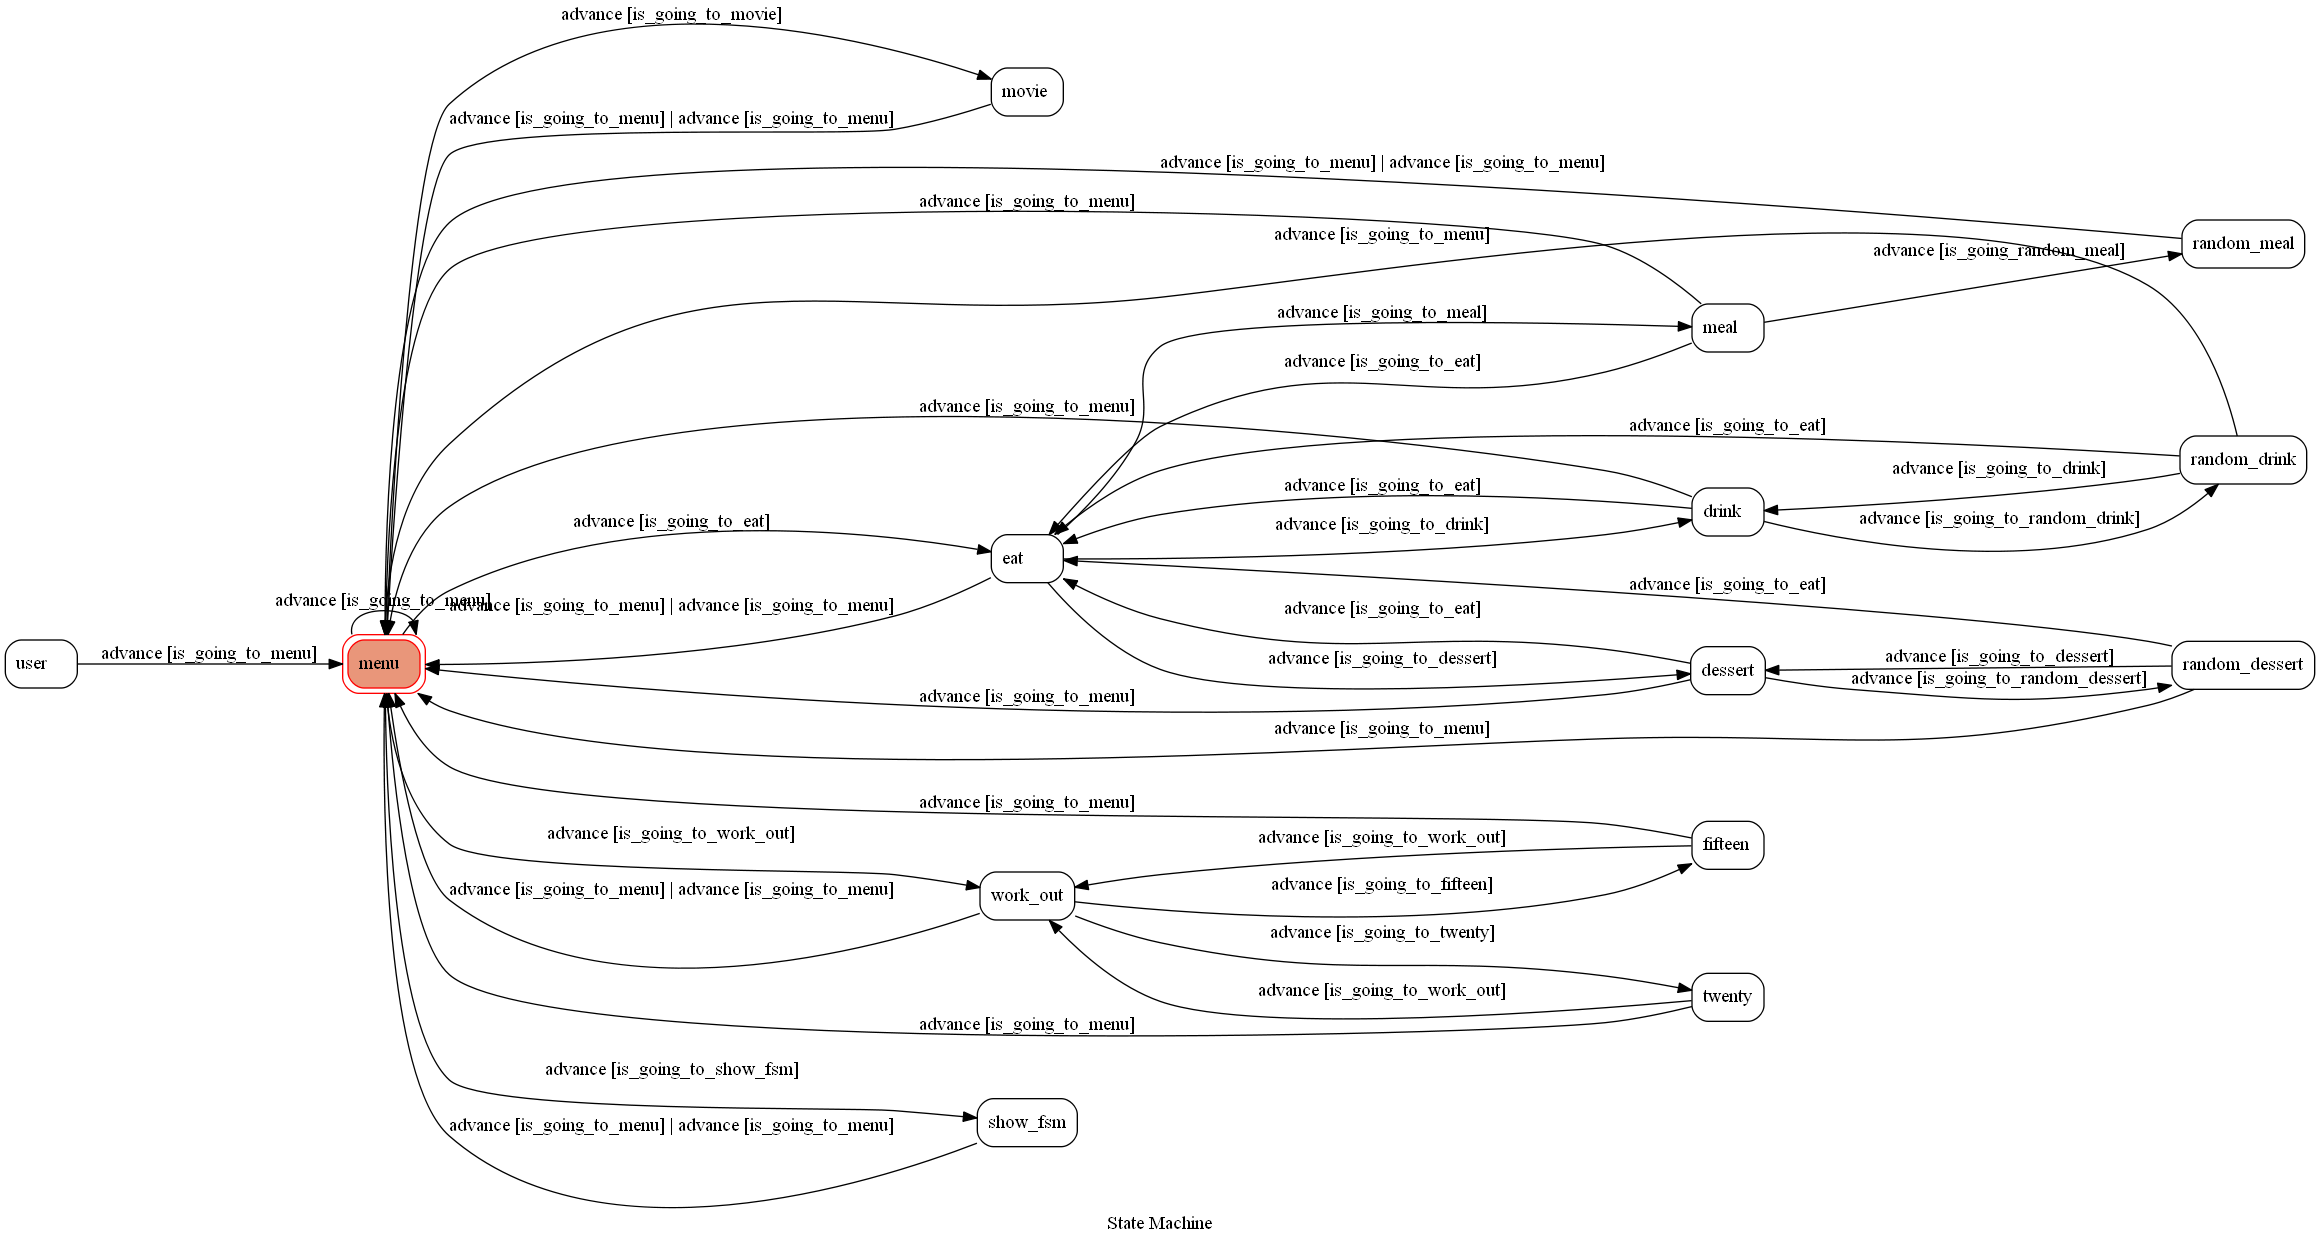 advance [is_going_to_movie]
movie
advance [is_going_to_menu] | advance [is_going_to_menu]
advance [is_going_to_menu] | advance [is_going_to_menu]
advance [is_going_to_menu]
advance [is_going_to_menu]
random_meal
advance [is_going_random_meal]
advance [is_going_to_meal]
meal
advance [is_going_to_eat]
advance [is_going_to_menu]
advance [is_going_to_eat]
random_drink
advance [is_going_to_drink]
advance [is_going_to_eat]
drink
advance [is_going_to_random_drink]
advance [is_going_to_eat]
advance [is_going_to_drink]
eat
advance [is_going_to_eat]
advance [is_going_to_menu]
advance [is_going_to_menu] | advance [is_going_to_menu]
advance [is_going_to_eat]
user
advance [is_going_to_menu]
menu
advance [is_going_to_dessert]
dessert
advance [is_going_to_dessert]
random_dessert
advance [is_going_to_random_dessert]
advance [is_going_to_menu]
advance [is_going_to_menu]
advance [is_going_to_menu]
advance [is_going_to_work_out]
advance [is_going_to_work_out]
fifteen
advance [is_going_to_menu] | advance [is_going_to_menu]
work_out
advance [is_going_to_fifteen]
advance [is_going_to_twenty]
advance [is_going_to_work_out]
twenty
advance [is_going_to_menu]
advance [is_going_to_show_fsm]
advance [is_going_to_menu] | advance [is_going_to_menu]
show_fsm
State Machine